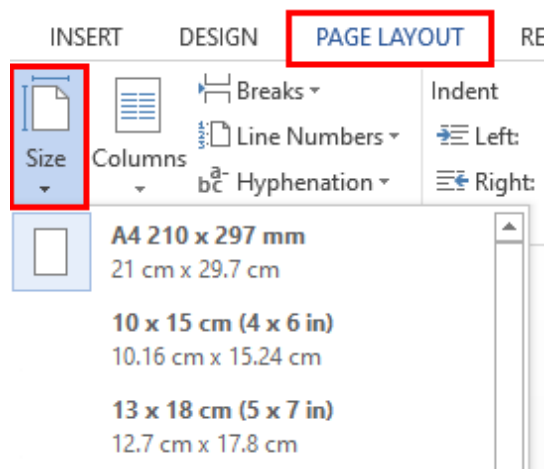 INSERT DESIGN PAGE LAYOUT RE
Breaks
Indent
Line Numbers
Left:
Size
Columns
Hyphenation
Right:
A4 210 x 297 mm
21 cm x 29.7 cm
10 x 15 cm (4 x 6 in)
10.16 cm x 15.24 cm
13 x 18 cm (5 x 7 in)
12.7 cm x 17.8 cm